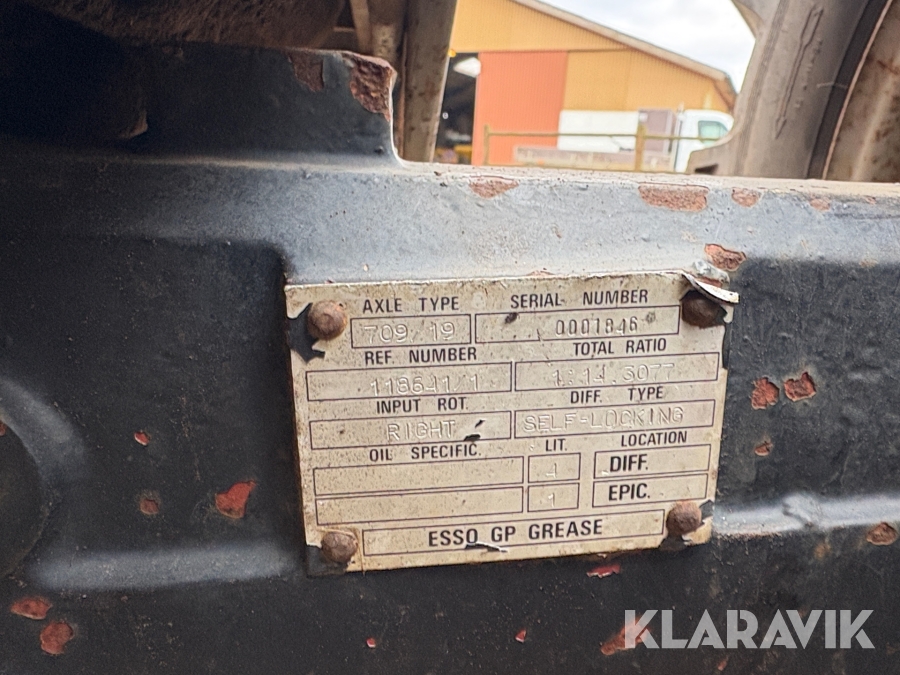 AXLE TYPE SERIAL NUMBER
709/19 0001846
REF. NUMBER TOTAL RATIO
118641/1 1:14.3077
INPUT ROT. DIFF. TYPE
RIGHT SELF-LOCKING
OIL SPECIFIC. LIT. LOCATION
4 DIFF.
1 EPIC.
ESSO GP GREASE
KLARAVIK